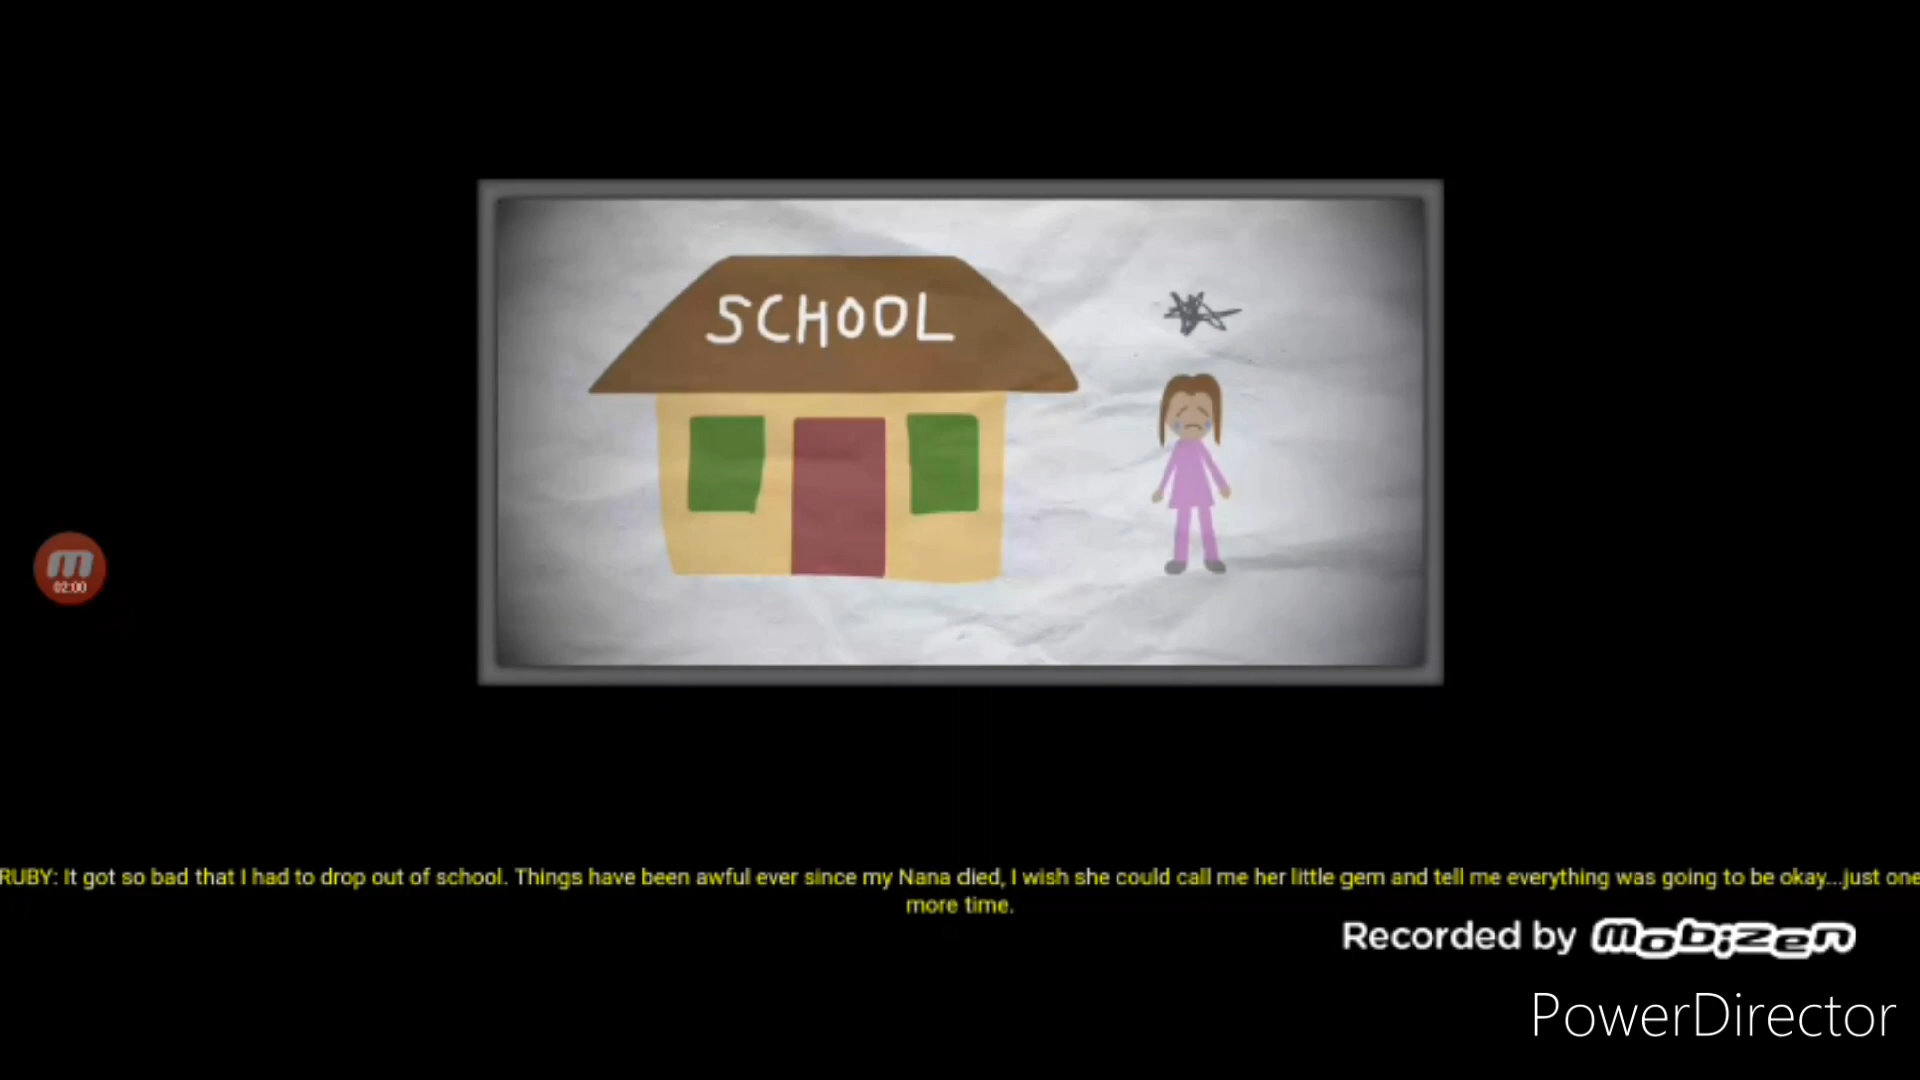 SCHOOL
02:00
RUBY: It got so bad that I had to drop out of school. Things have been awful ever since my Nana died, I wish she could call me her little gem and tell me everything was going to be okay...just one
more time.
Recorded by mobizen
PowerDirector